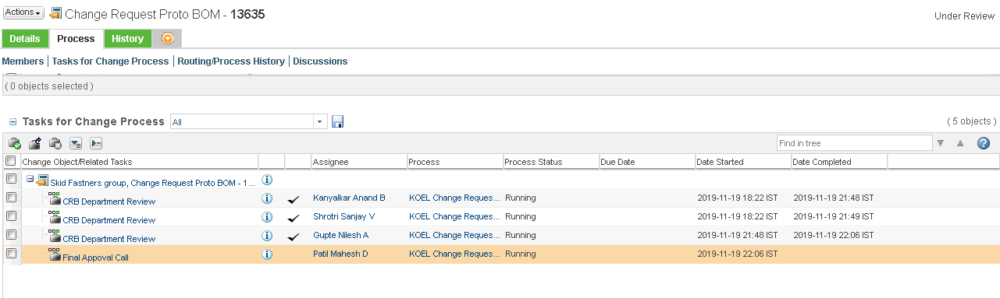 Actions
Change Request Proto BOM - 13635
Under Review
Details
Process
History
Members
Tasks for Change Process
Routing/Process History
Discussions
( 0 objects selected )
Tasks for Change Process
All
( 5 objects )
Find in tree
Change Object/Related Tasks Assignee Process Process Status Due Date Date Started Date Completed
Skid Fastners group, Change Request Proto BOM - 1...
CRB Department Review Kanyalkar Anand B KOEL Change Reques... Running 2019-11-19 18:22 IST 2019-11-19 21:49 IST
CRB Department Review Shrotri Sanjay V KOEL Change Reques... Running 2019-11-19 18:22 IST 2019-11-19 21:48 IST
CRB Department Review Gupte Nilesh A KOEL Change Reques... Running 2019-11-19 21:48 IST 2019-11-19 22:06 IST
Final Appoval Call Patil Mahesh D KOEL Change Reques... Running 2019-11-19 22:06 IST